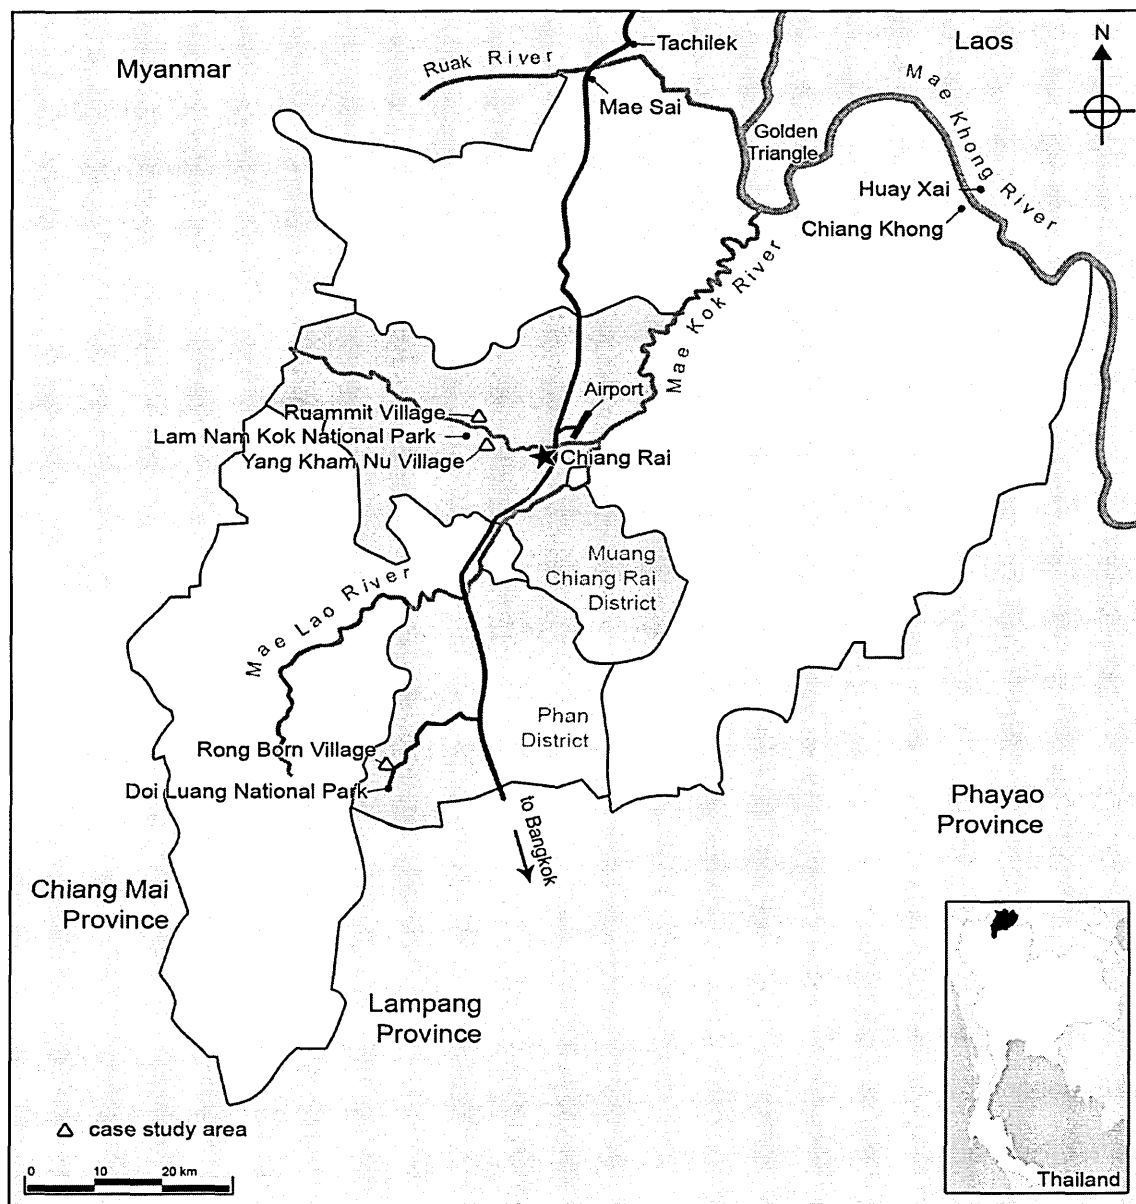 N
Tachilek
Laos
Myanmar
Ruak River
Mae Khong River
Mae Sai
Golden
Triangle
Huay Xai
Chiang Khong
Mae Kok River
Airport
Ruammit Village
Lam Nam Kok National Park
Yang Kham Nu Village
Chiang Rai
Muang
Chiang Rai
District
Mae Lao River
Phan
District
Rong Born Village
Doi Luang National Park
to Bangkok
Phayao
Province
Chiang Mai
Province
Lampang
Province
case study area
0 10 20 km
Thailand